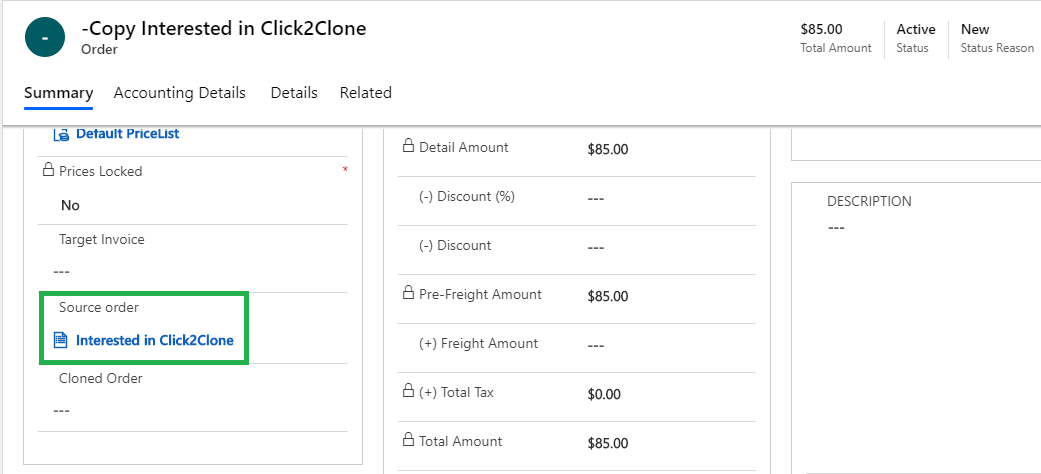 -
-Copy Interested in Click2Clone
Order
$85.00
Total Amount
Active
Status
New
Status Reason
Summary
Accounting Details
Details
Related
Default PriceList
Prices Locked
*
No
Target Invoice
---
Source order
Interested in Click2Clone
Cloned Order
---
Detail Amount
$85.00
(-) Discount (%)
---
(-) Discount
---
Pre-Freight Amount
$85.00
(+) Freight Amount
---
(+) Total Tax
$0.00
Total Amount
$85.00
DESCRIPTION
---